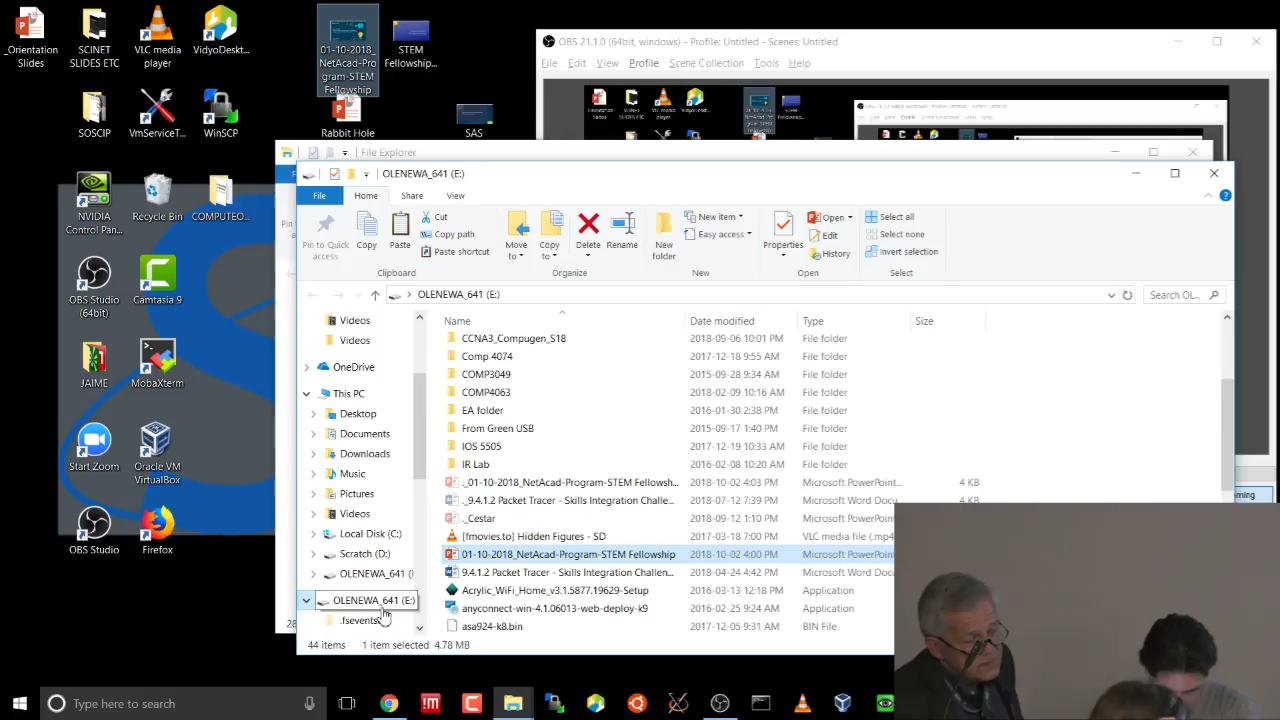 _Orientation
Slides
SCINET
SLIDES ETC
VLC media
player
VidyoDeskt...
01-10-2018_
NetAcad-Pro
gram-STEM
Fellowship
STEM
Fellowship...
SOSCIP
VmServiceT...
WinSCP
Rabbit Hole
SAS
NVIDIA
Control Pan...
Recycle Bin
COMPUTEO...
OBS Studio
(64bit)
Camtasia 9
JAIME
MobaXterm
Start Zoom
Oracle VM
VirtualBox
OBS Studio
Firefox
OBS 21.1.0 (64bit, windows) - Profile: Untitled - Scenes: Untitled
File Edit View Profile Scene Collection Tools Help
File Explorer
OLENEWA_641 (E:)
File Home Share View
Pin to Quick
access
Copy
Paste
Cut
Copy path
Paste shortcut
Clipboard
Move
to
Copy
to
Delete
Rename
Organize
New
folder
New item
Easy access
New
Properties
Open
Edit
History
Open
Select all
Select none
Invert selection
Select
OLENEWA_641 (E:)
Search OL...
Videos
Videos
OneDrive
This PC
Desktop
Documents
Downloads
Music
Pictures
Videos
Local Disk (C:)
Scratch (D:)
OLENEWA_641 (
OLENEWA_641 (E:)
.fsevents
Name Date modified Type Size
CCNA3_Compugen_S18 2018-09-06 10:01 PM File folder
Comp 4074 2017-12-18 9:55 AM File folder
COMP3049 2015-09-28 9:34 AM File folder
COMP4063 2018-02-09 10:16 AM File folder
EA folder 2016-01-30 2:38 PM File folder
From Green USB 2015-09-17 1:40 PM File folder
IOS 5505 2017-12-19 10:33 AM File folder
IR Lab 2016-02-08 10:20 AM File folder
._01-10-2018_NetAcad-Program-STEM Fellowsh... 2018-10-02 4:03 PM Microsoft PowerPoint... 4 KB
._9.4.1.2 Packet Tracer - Skills Integration Challe... 2018-07-12 7:39 PM Microsoft Word Docu... 4 KB
._Cestar 2018-09-12 1:10 PM Microsoft PowerPoint
[fmovies.to] Hidden Figures - SD 2017-03-18 7:00 PM VLC media file (.mp4
01-10-2018_NetAcad-Program-STEM Fellowship 2018-10-02 4:00 PM Microsoft PowerPoint
9.4.1.2 Packet Tracer - Skills Integration Challen... 2018-04-24 4:42 PM Microsoft Word Docu
Acrylic_WiFi_Home_v3.1.5877.19629-Setup 2016-03-13 12:18 PM Application
anyconnect-win-4.1.06013-web-deploy-k9 2016-02-25 9:24 AM Application
asa924-k8.bin 2017-12-05 9:31 AM BIN File
44 items 1 item selected 4.78 MB
Type here to search